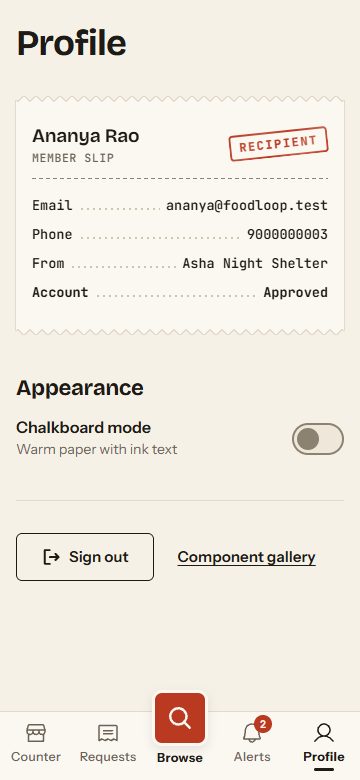 Profile
Ananya Rao
RECIPIENT
MEMBER SLIP
Email ananya@foodloop.test
Phone 9000000003
From Asha Night Shelter
Account Approved
Appearance
Chalkboard mode
Warm paper with ink text
Sign out Component gallery
2
Counter Requests Browse Alerts Profile